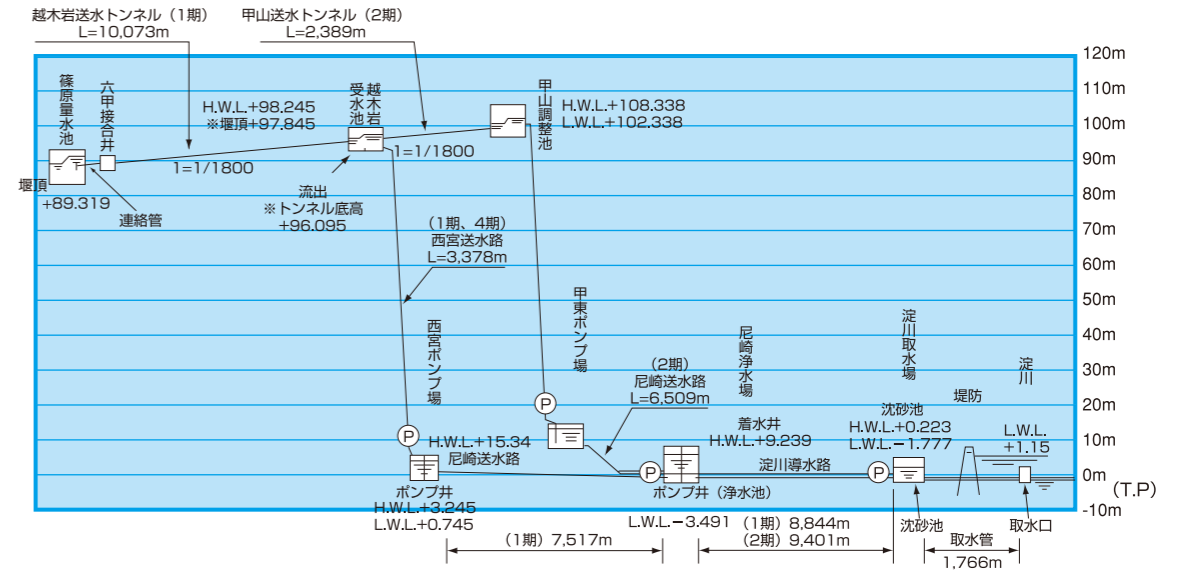 越木岩送水トンネル（1期）
L=10,073m
甲山送水トンネル（2期）
L=2,389m
120m
110m
100m
90m
80m
70m
60m
50m
40m
30m
20m
10m
0m
-10m
（T.P）
篠原量水池
六甲接合井
H.W.L.+98.245
※堰頂+97.845
越木岩
受水池
甲山調整池
H.W.L.+108.338
L.W.L.+102.338
1=1/1800
1=1/1800
堰頂
+89.319
連絡管
流出
※トンネル底高
+96.095
（1期、4期）
西宮送水路
L=3,378m
西宮ポンプ場
甲東ポンプ場
（2期）
尼崎送水路
L=6,509m
尼崎浄水場
淀川取水場
淀川
堤防
着水井
H.W.L.+9.239
沈砂池
H.W.L.+0.223
L.W.L.−1.777
L.W.L.
+1.15
P
P
P
P
H.W.L.+15.34
尼崎送水路
淀川導水路
ポンプ井
H.W.L.+3.245
L.W.L.+0.745
ポンプ井（浄水池）
L.W.L.−3.491
（1期）7,517m
（1期）8,844m
（2期）9,401m
沈砂池
取水口
取水管
1,766m